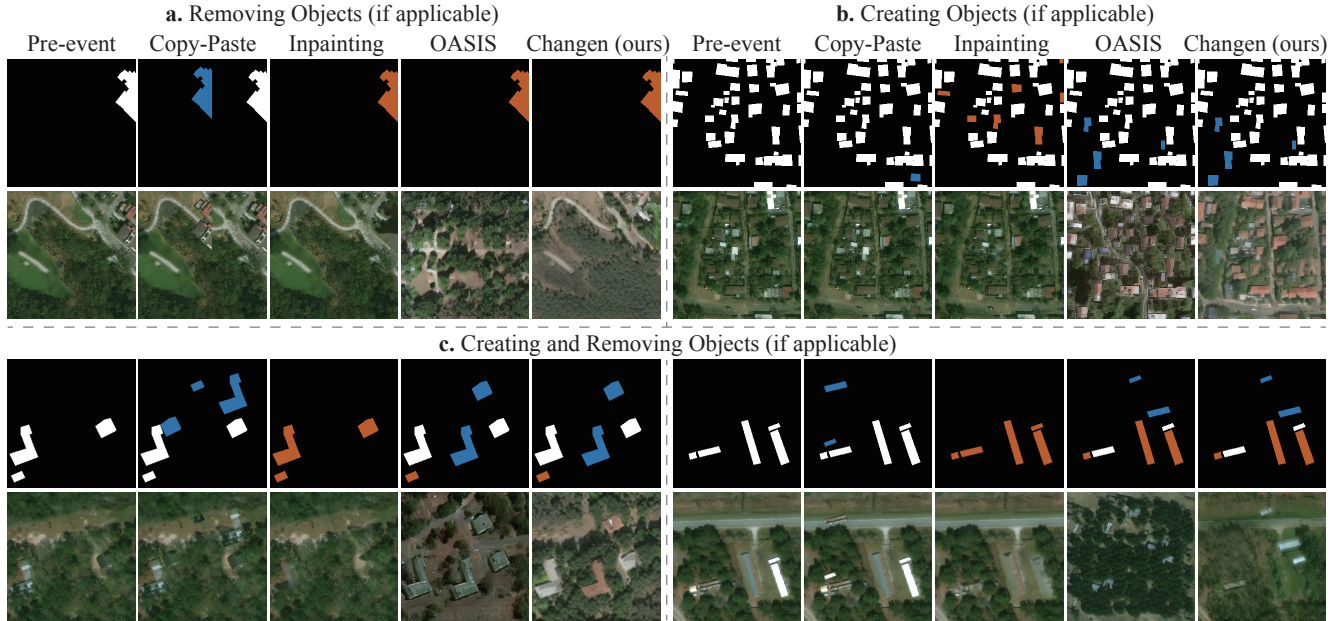 a. Removing Objects (if applicable)
Pre-event Copy-Paste Inpainting OASIS Changen (ours)
b. Creating Objects (if applicable)
Pre-event Copy-Paste Inpainting OASIS Changen (ours)
c. Creating and Removing Objects (if applicable)